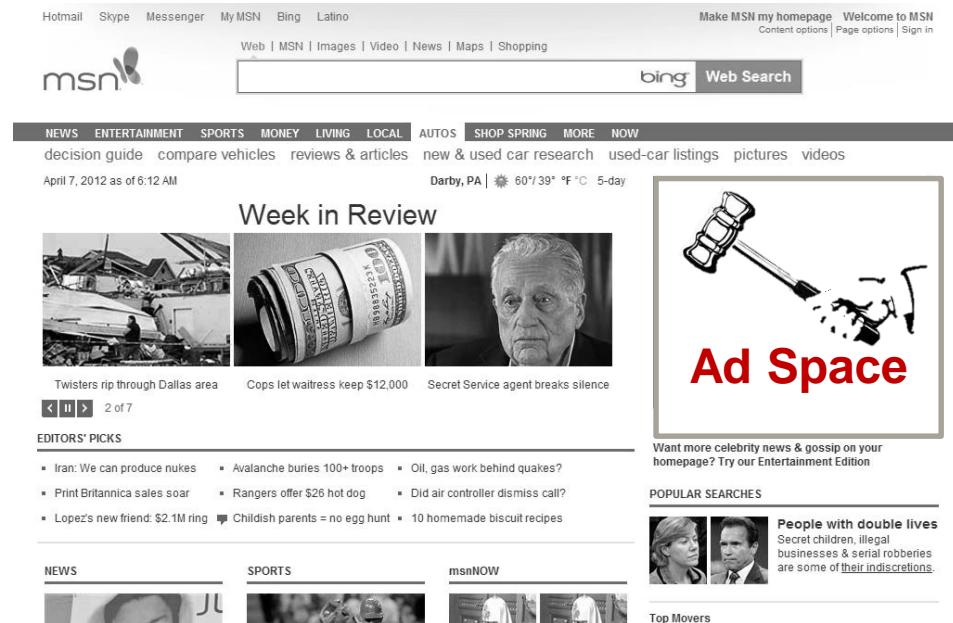 Hotmail Skype Messenger My MSN Bing Latino
Make MSN my homepage Welcome to MSN
Content options | Page options | Sign in
Web | MSN | Images | Video | News | Maps | Shopping
msn
bing Web Search
NEWS ENTERTAINMENT SPORTS MONEY LIVING LOCAL AUTOS SHOP SPRING MORE NOW
decision guide compare vehicles reviews & articles new & used car research used-car listings pictures videos
April 7, 2012 as of 6:12 AM
Darby, PA | 60°/ 39° °F °C 5-day
Week in Review
Twisters rip through Dallas area
Cops let waitress keep $12,000
Secret Service agent breaks silence
2 of 7
Ad Space
EDITORS' PICKS
Iran: We can produce nukes
Avalanche buries 100+ troops
Oil, gas work behind quakes?
Print Britannica sales soar
Rangers offer $26 hot dog
Did air controller dismiss call?
Lopez's new friend: $2.1M ring
Childish parents = no egg hunt
10 homemade biscuit recipes
Want more celebrity news & gossip on your
homepage? Try our Entertainment Edition
POPULAR SEARCHES
People with double lives
Secret children, illegal
businesses & serial robberies
are some of their indiscretions.
NEWS
SPORTS
msnNOW
Top Movers